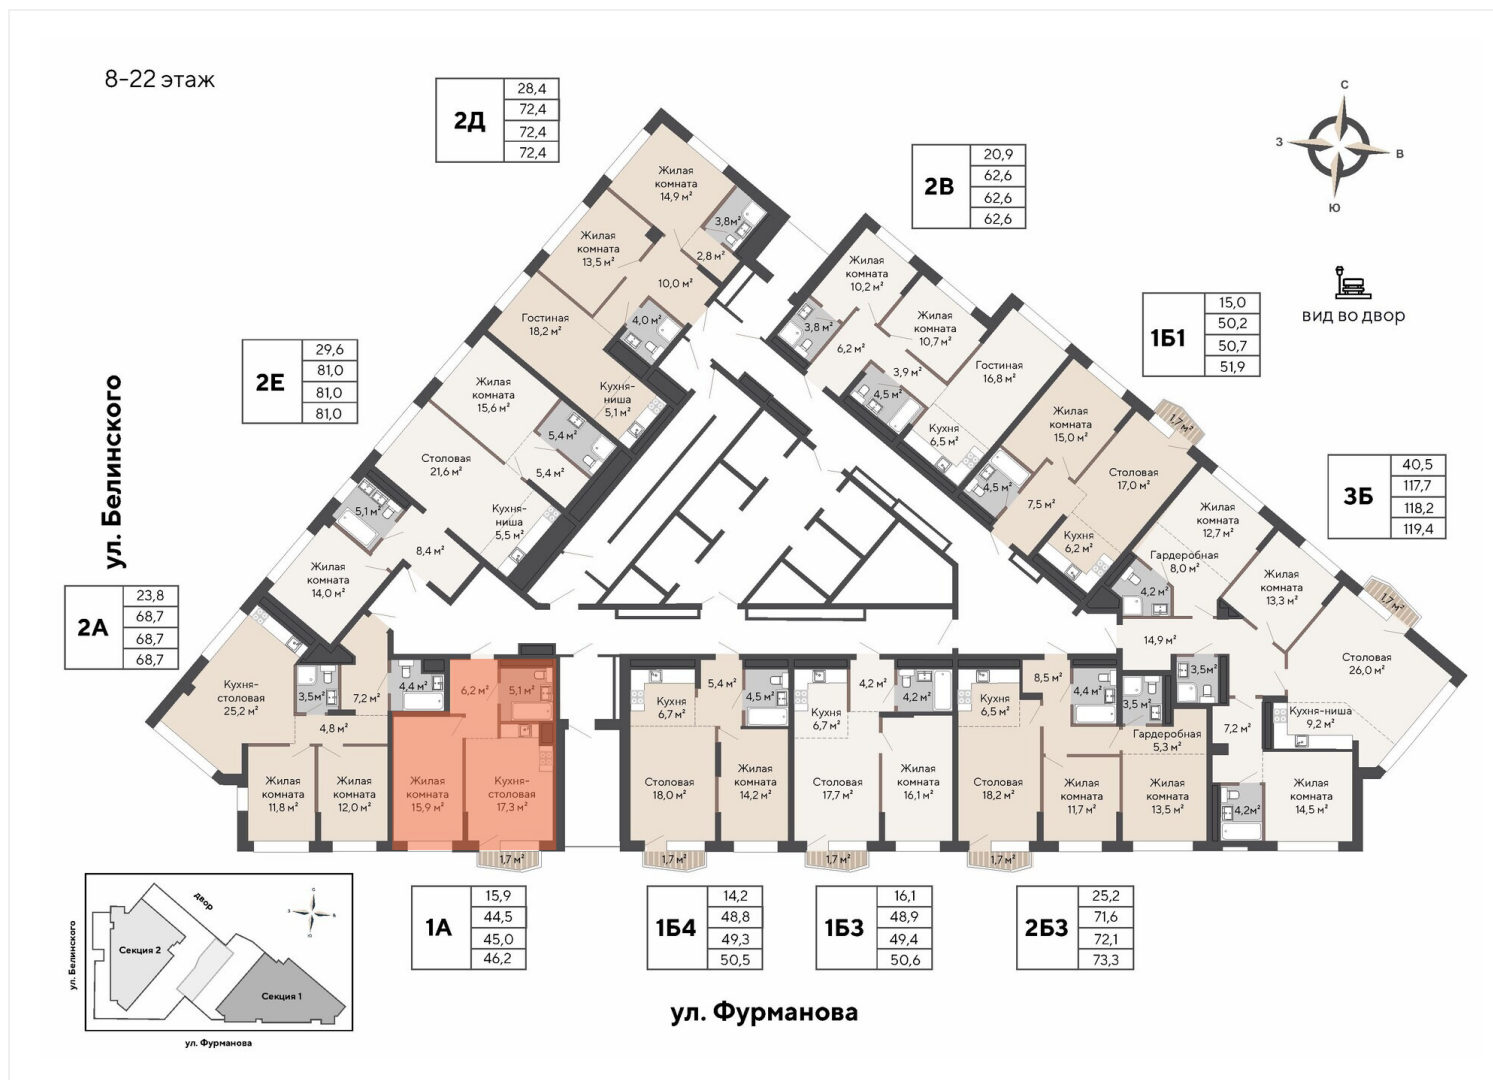 8-22 этаж
2Д
28,4
72,4
72,4
72,4
2В
20,9
62,6
62,6
62,6
С
З
В
Ю
вид во двор
1Б1
15,0
50,2
50,7
51,9
2Е
29,6
81,0
81,0
81,0
ул. Белинского
3Б
40,5
117,7
118,2
119,4
2А
23,8
68,7
68,7
68,7
Жилая
комната
14,9 м²
3,8м²
2,8 м²
Жилая
комната
13,5 м²
10,0 м²
Гостиная
18,2 м²
4,0 м²
Кухня-
ниша
5,1 м²
Жилая
комната
15,6 м²
5,4 м²
5,4 м²
Столовая
21,6 м²
Кухня-
ниша
5,5 м²
5,1 м²
8,4 м²
Жилая
комната
14,0 м²
Жилая
комната
10,2 м²
3,8 м²
6,2 м²
Жилая
комната
10,7 м²
3,9 м²
4,5 м²
Гостиная
16,8 м²
Кухня
6,5 м²
Жилая
комната
15,0 м²
1,7 м²
Столовая
17,0 м²
4,5 м²
7,5 м²
Кухня
6,2 м²
Жилая
комната
12,7 м²
Гардеробная
8,0 м²
4,2 м²
Жилая
комната
13,3 м²
1,7 м²
14,9 м²
3,5м²
Столовая
26,0 м²
Кухня-ниша
9,2 м²
7,2 м²
4,2м²
Жилая
комната
14,5 м²
Кухня-
столовая
25,2 м²
3,5м²
7,2 м²
4,4 м²
4,8 м²
Жилая
комната
11,8 м²
Жилая
комната
12,0 м²
6,2 м²
5,1 м²
Жилая
комната
15,9 м²
Кухня-
столовая
17,3 м²
1,7 м²
5,4 м²
4,5 м²
Кухня
6,7 м²
Столовая
18,0 м²
Жилая
комната
14,2 м²
1,7 м²
4,2 м²
4,2 м²
Кухня
6,7 м²
Столовая
17,7 м²
Жилая
комната
16,1 м²
1,7 м²
8,5 м²
4,4 м²
Кухня
6,5 м²
3,5 м²
Гардеробная
5,3 м²
Столовая
18,2 м²
Жилая
комната
11,7 м²
Жилая
комната
13,5 м²
1,7 м²
1А
15,9
44,5
45,0
46,2
1Б4
14,2
48,8
49,3
50,5
1Б3
16,1
48,9
49,4
50,6
2Б3
25,2
71,6
72,1
73,3
ул. Фурманова
двор
ул. Белинского
Секция 2
Секция 1
ул. Фурманова